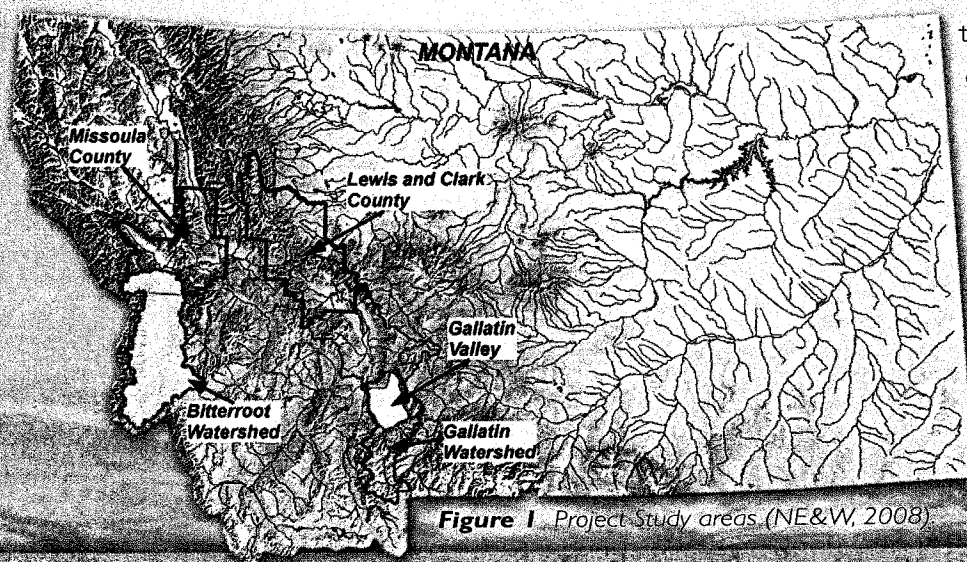 MONTANA
Missoula
County
Lewis and Clark
County
Gallatin
Valley
Bitterroot
Watershed
Gallatin
Watershed
Figure 1 Project Study areas (NE&W, 2008)
t